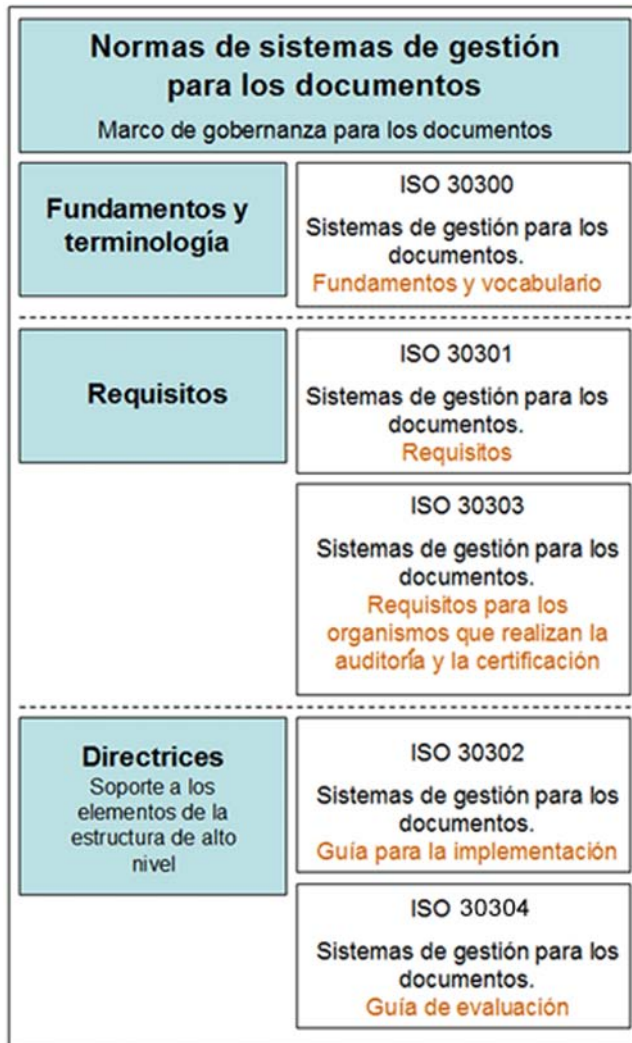 Normas de sistemas de gestión
para los documentos
Marco de gobernanza para los documentos
Fundamentos y
terminología
ISO 30300
Sistemas de gestión para los
documentos.
Fundamentos y vocabulario
Requisitos
ISO 30301
Sistemas de gestión para los
documentos.
Requisitos
ISO 30303
Sistemas de gestión para los
documentos.
Requisitos para los
organismos que realizan la
auditoría y la certificación
Directrices
Soporte a los
elementos de la
estructura de alto
nivel
ISO 30302
Sistemas de gestión para los
documentos.
Guía para la implementación
ISO 30304
Sistemas de gestión para los
documentos.
Guía de evaluación